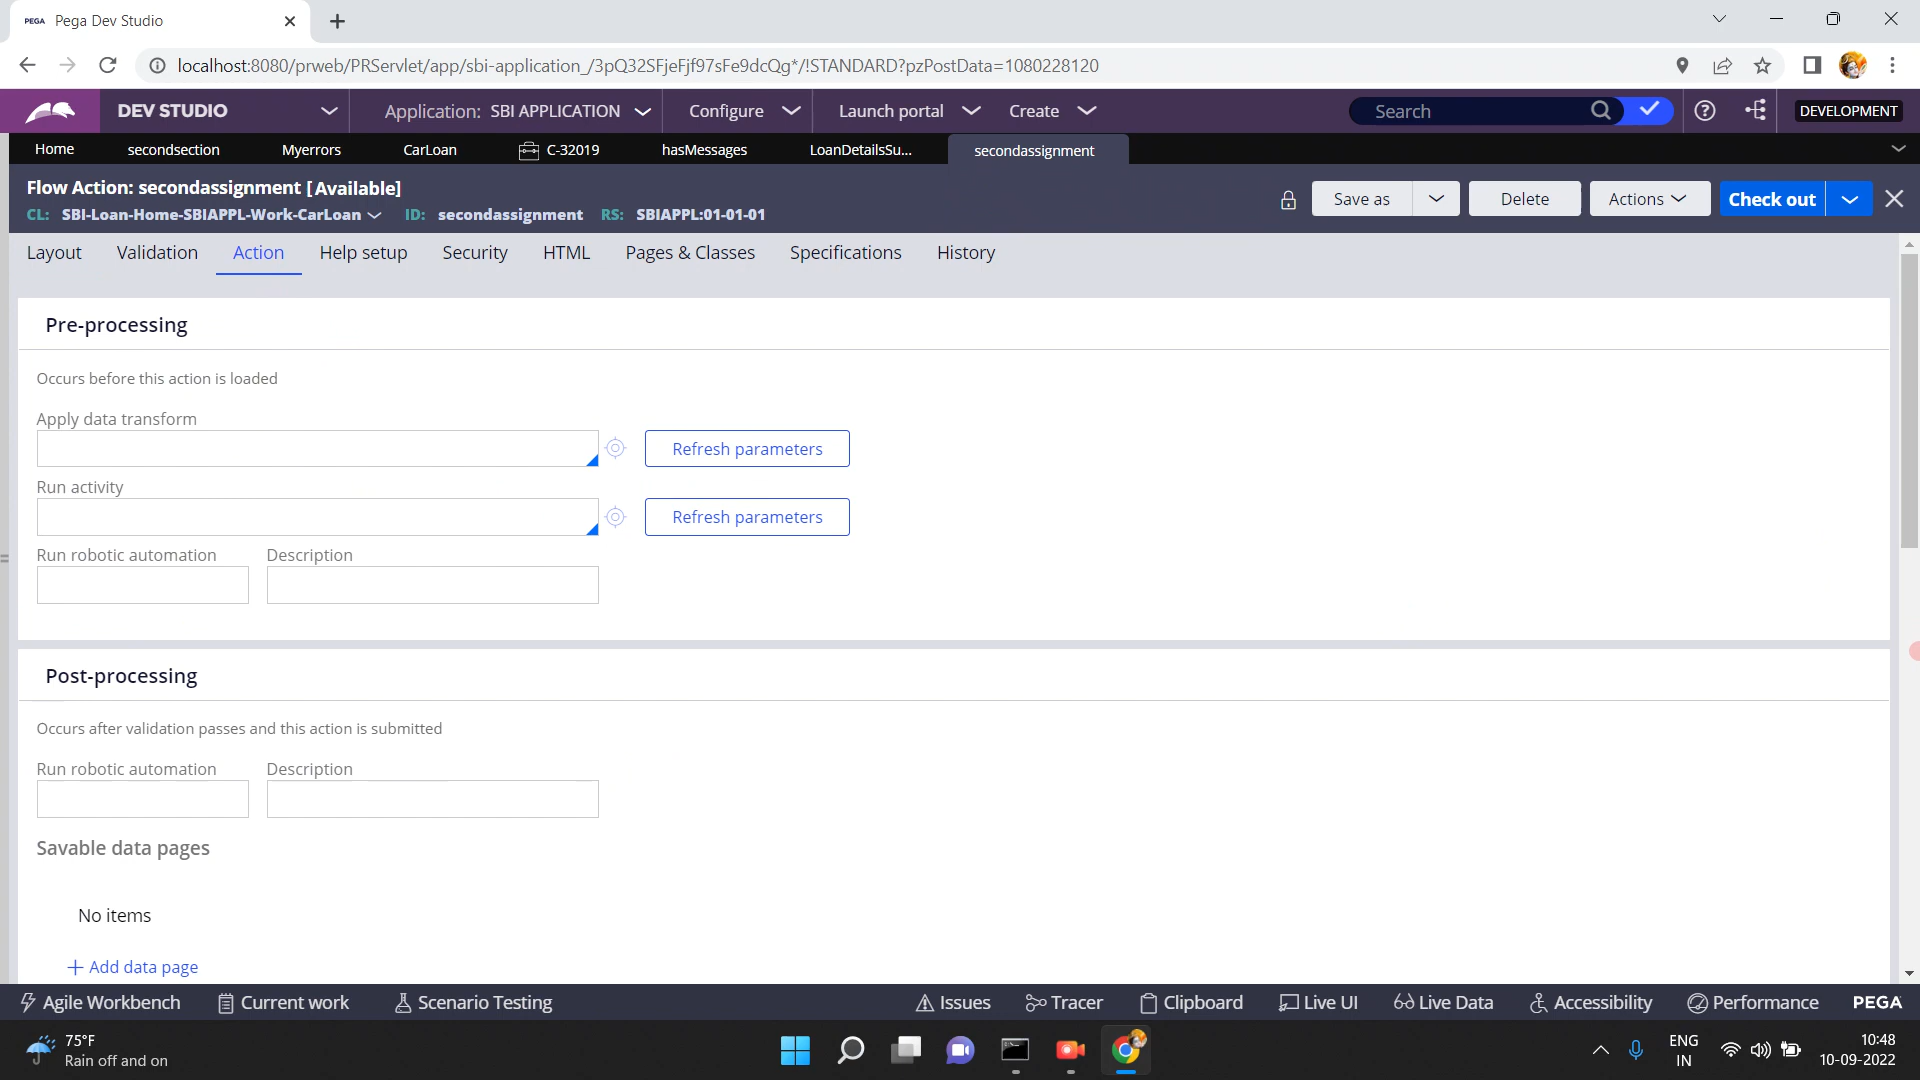 PEGA Pega Dev Studio
localhost:8080/prweb/PRServlet/app/sbi-application_/3pQ32SFjeFjf97sFe9dcQg*/!STANDARD?pzPostData=1080228120
DEV STUDIO Application: SBI APPLICATION Configure Launch portal Create Search DEVELOPMENT
Home secondsection Myerrors CarLoan C-32019 hasMessages LoanDetailsSu... secondassignment
Flow Action: secondassignment [Available]
CL: SBI-Loan-Home-SBIAPPL-Work-CarLoan ID: secondassignment RS: SBIAPPL:01-01-01
Save as Delete Actions Check out
Layout Validation Action Help setup Security HTML Pages & Classes Specifications History
Pre-processing
Occurs before this action is loaded
Apply data transform
Refresh parameters
Run activity
Refresh parameters
Run robotic automation Description
Post-processing
Occurs after validation passes and this action is submitted
Run robotic automation Description
Savable data pages
No items
Add data page
Agile Workbench Current work Scenario Testing Issues Tracer Clipboard Live UI Live Data Accessibility Performance PEGA
75°F
Rain off and on
ENG
IN
10:48
10-09-2022